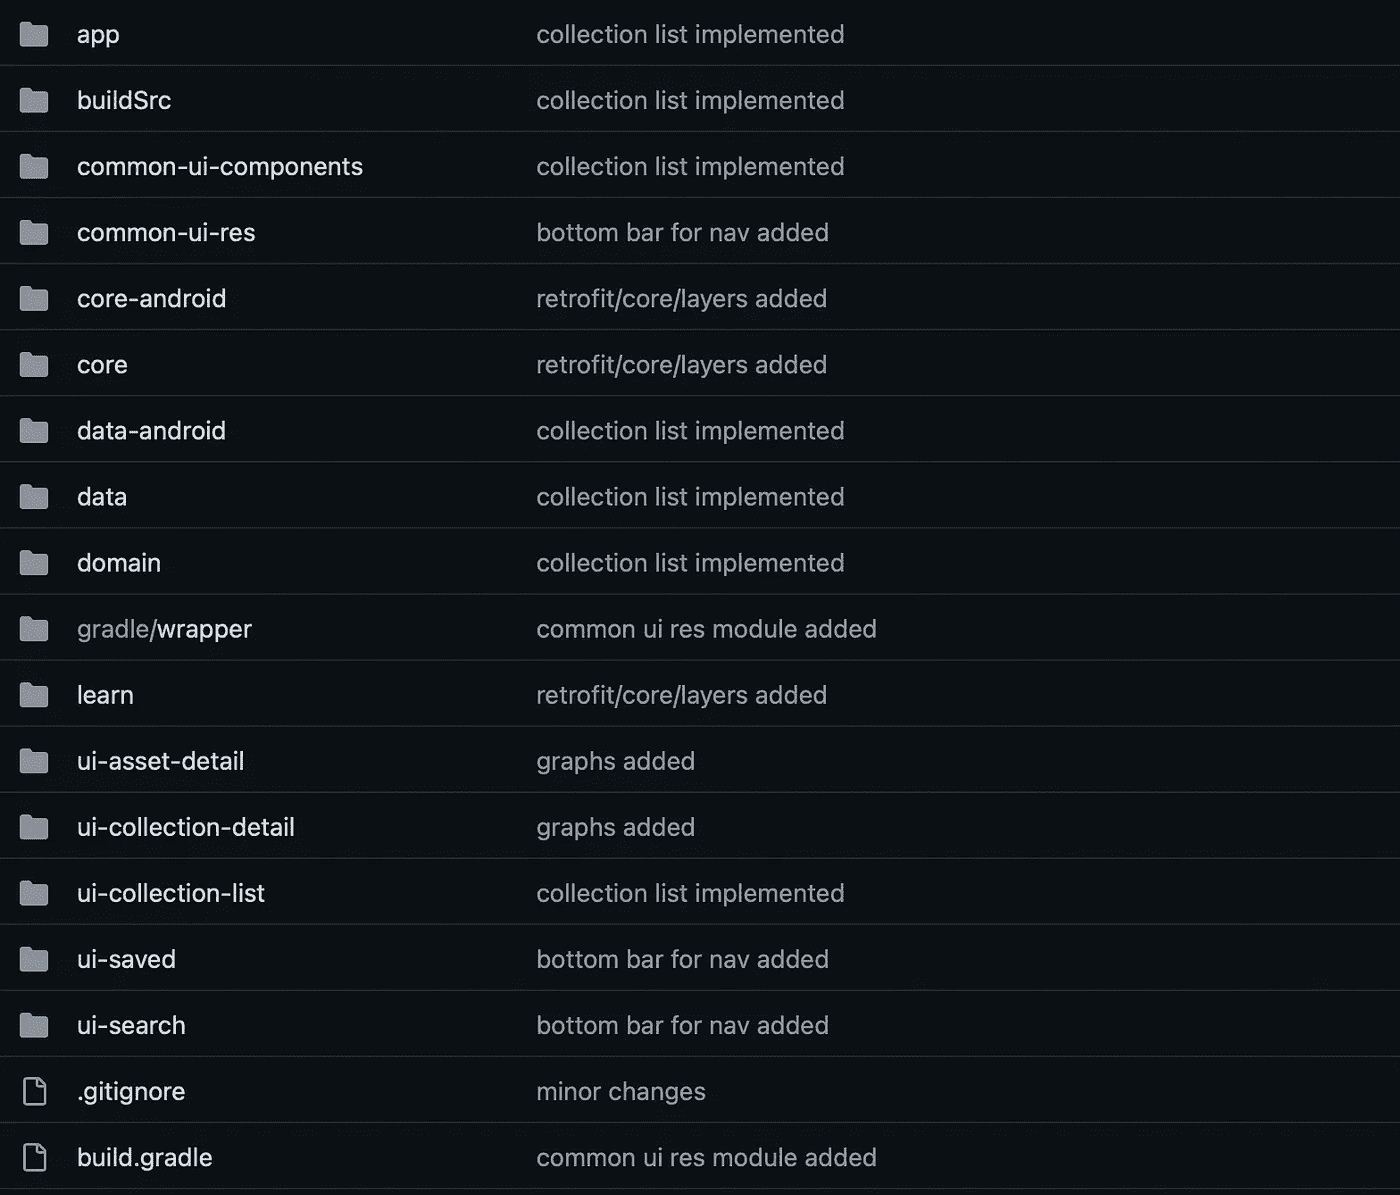 app collection list implemented
buildSrc collection list implemented
common-ui-components collection list implemented
common-ui-res bottom bar for nav added
core-android retrofit/core/layers added
core retrofit/core/layers added
data-android collection list implemented
data collection list implemented
domain collection list implemented
gradle/wrapper common ui res module added
learn retrofit/core/layers added
ui-asset-detail graphs added
ui-collection-detail graphs added
ui-collection-list collection list implemented
ui-saved bottom bar for nav added
ui-search bottom bar for nav added
.gitignore minor changes
build.gradle common ui res module added